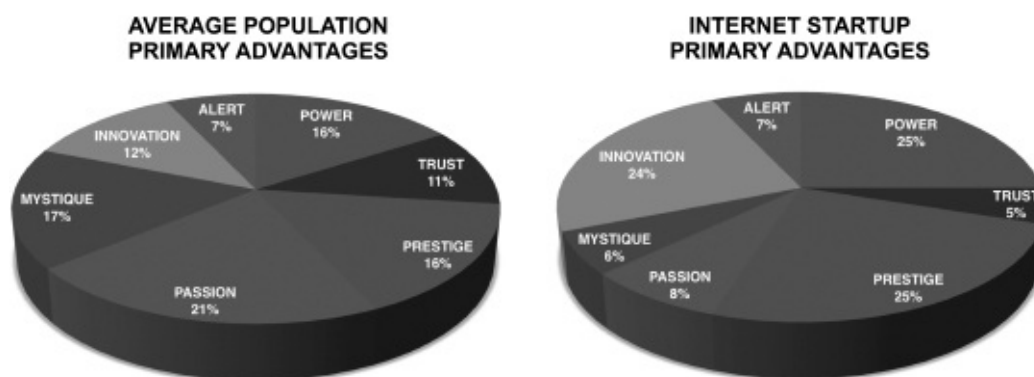 AVERAGE POPULATION
PRIMARY ADVANTAGES
ALERT
7%
POWER
16%
INNOVATION
12%
TRUST
11%
MYSTIQUE
17%
PRESTIGE
16%
PASSION
21%
INTERNET STARTUP
PRIMARY ADVANTAGES
ALERT
7%
POWER
25%
INNOVATION
24%
TRUST
5%
MYSTIQUE
6%
PASSION
8%
PRESTIGE
25%